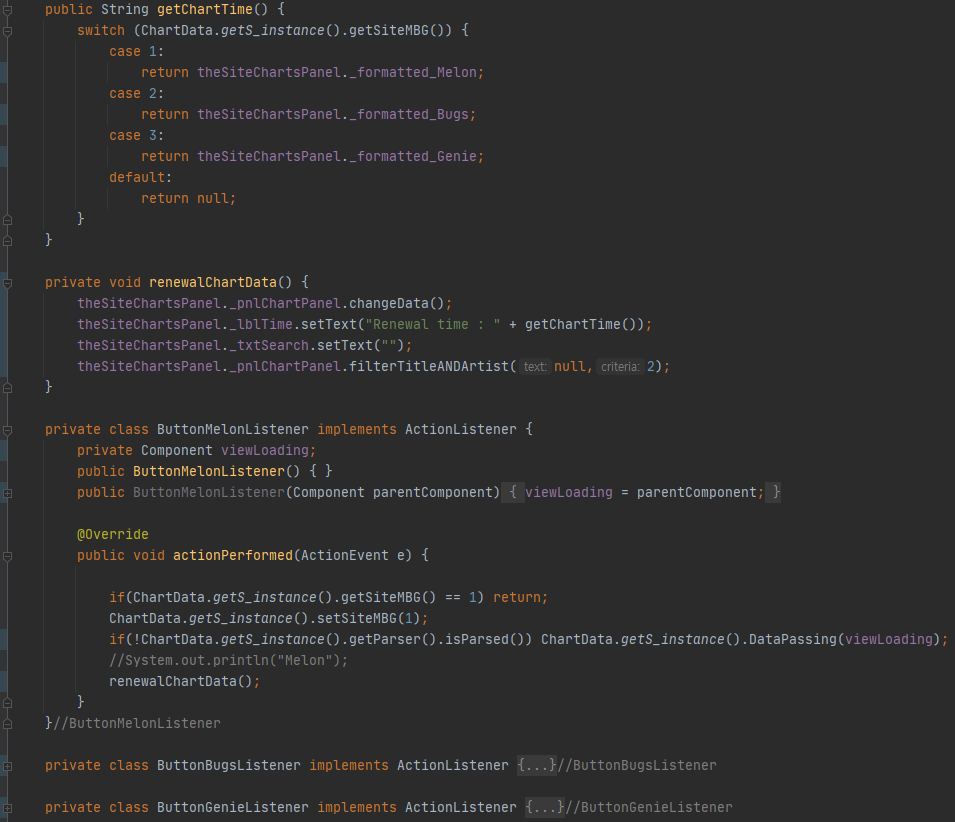 public String getChartTime() {
switch (ChartData.getS_instance().getSiteMBG()) {
case 1:
return theSiteChartsPanel._formatted_Melon;
case 2:
return theSiteChartsPanel._formatted_Bugs;
case 3:
return theSiteChartsPanel._formatted_Genie;
default:
return null;
}
}
private void renewalChartData() {
theSiteChartsPanel._pnlChartPanel.changeData();
theSiteChartsPanel._lblTime.setText("Renewal time : " + getChartTime());
theSiteChartsPanel._txtSearch.setText("");
theSiteChartsPanel._pnlChartPanel.filterTitleANDArtist( text: null, criteria: 2);
}
private class ButtonMelonListener implements ActionListener {
private Component viewLoading;
public ButtonMelonListener() { }
public ButtonMelonListener(Component parentComponent) { viewLoading = parentComponent; }
@Override
public void actionPerformed(ActionEvent e) {
if(ChartData.getS_instance().getSiteMBG() == 1) return;
ChartData.getS_instance().setSiteMBG(1);
if(!ChartData.getS_instance().getParser().isParsed()) ChartData.getS_instance().DataPassing(viewLoading);
//System.out.println("Melon");
renewalChartData();
}
}//ButtonMelonListener
private class ButtonBugsListener implements ActionListener {...}//ButtonBugsListener
private class ButtonGenieListener implements ActionListener {...}//ButtonGenieListener